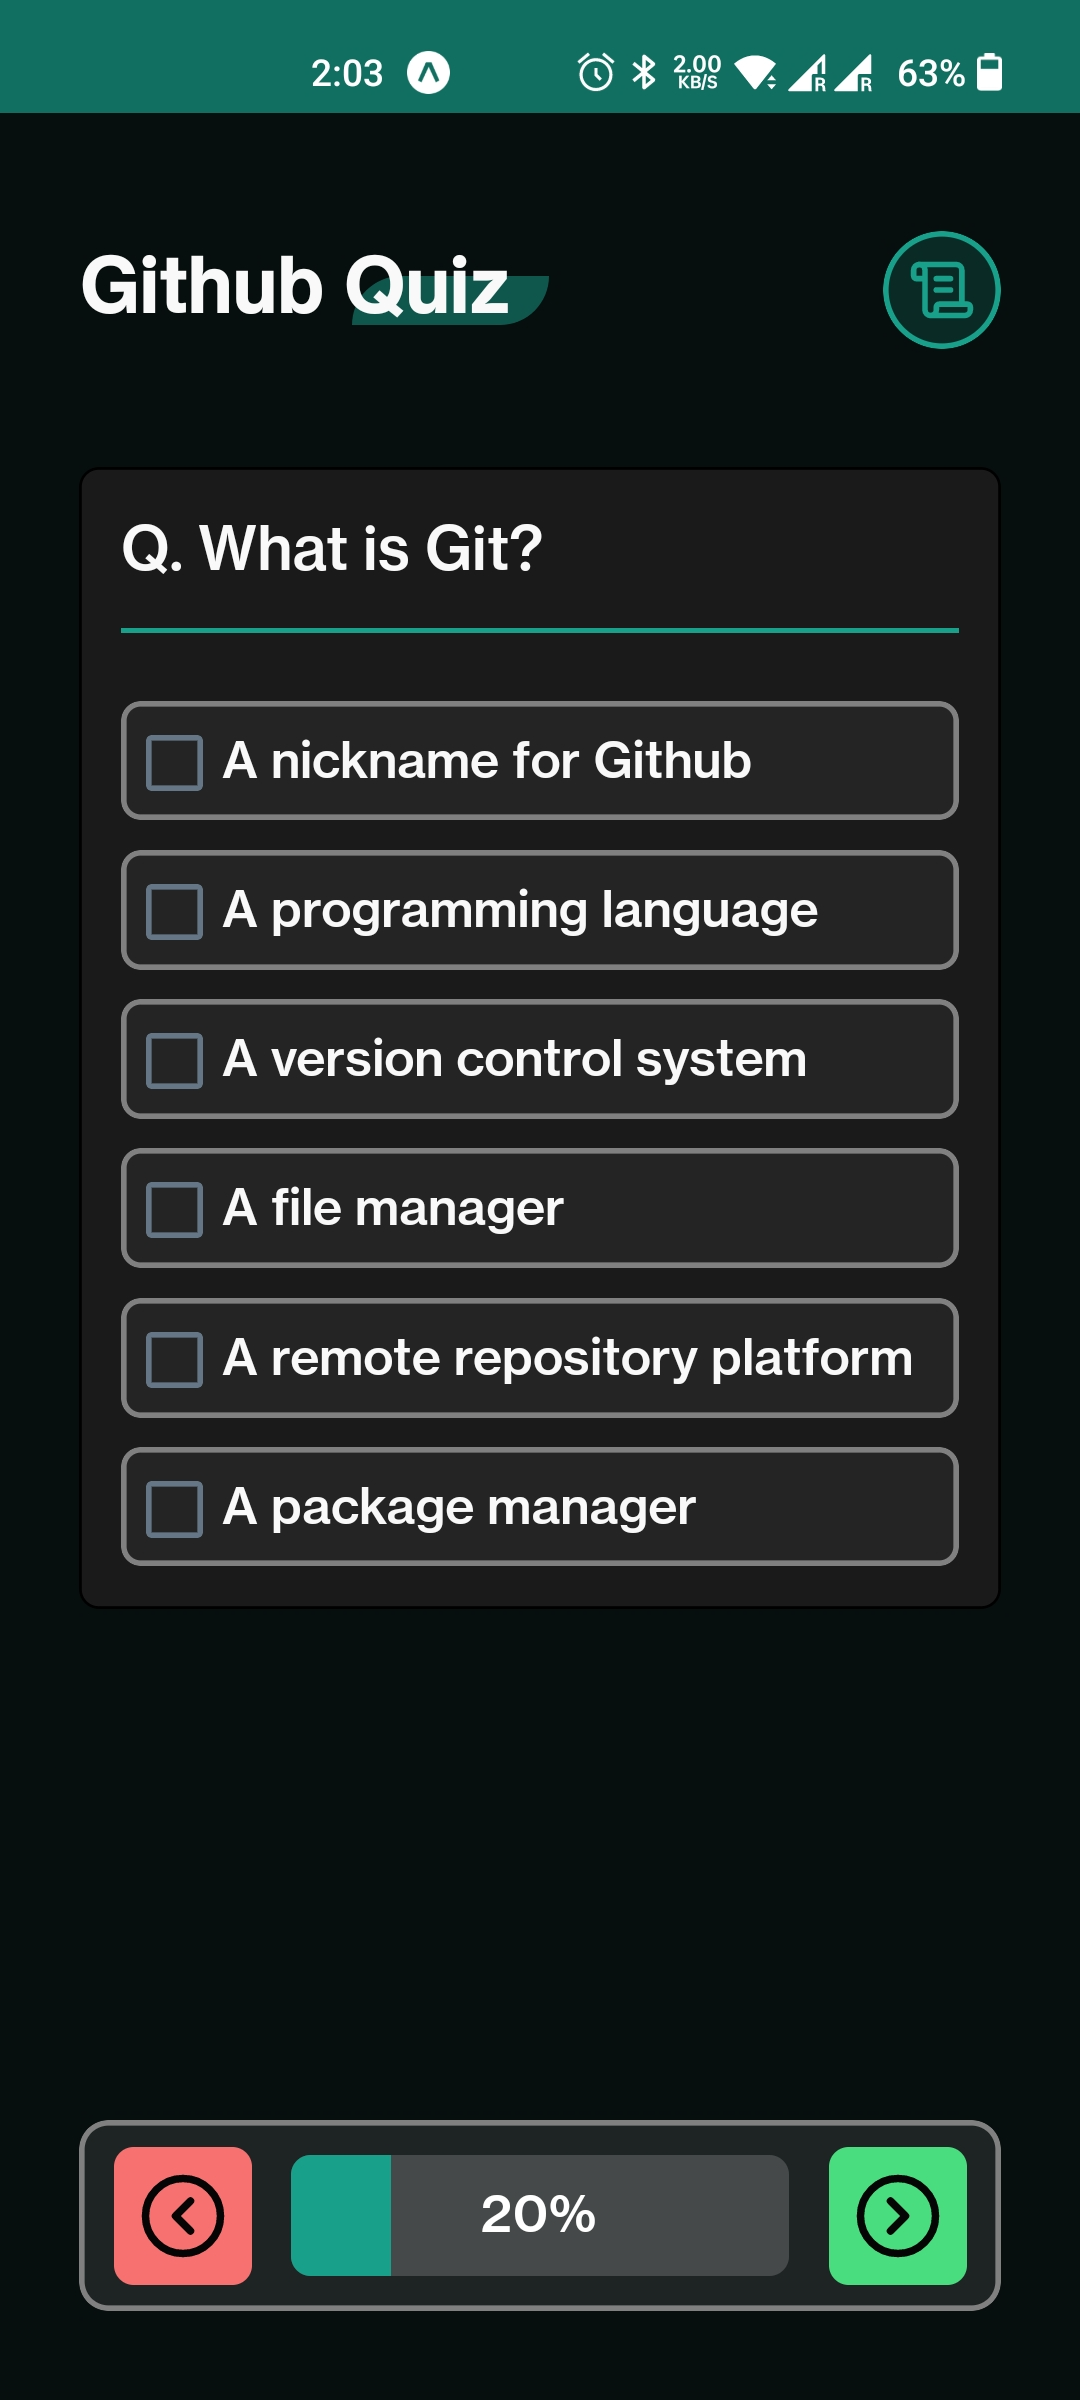 2:03 2.00 KB/S R R 63%
Github Quiz
Q. What is Git?
A nickname for Github
A programming language
A version control system
A file manager
A remote repository platform
A package manager
20%